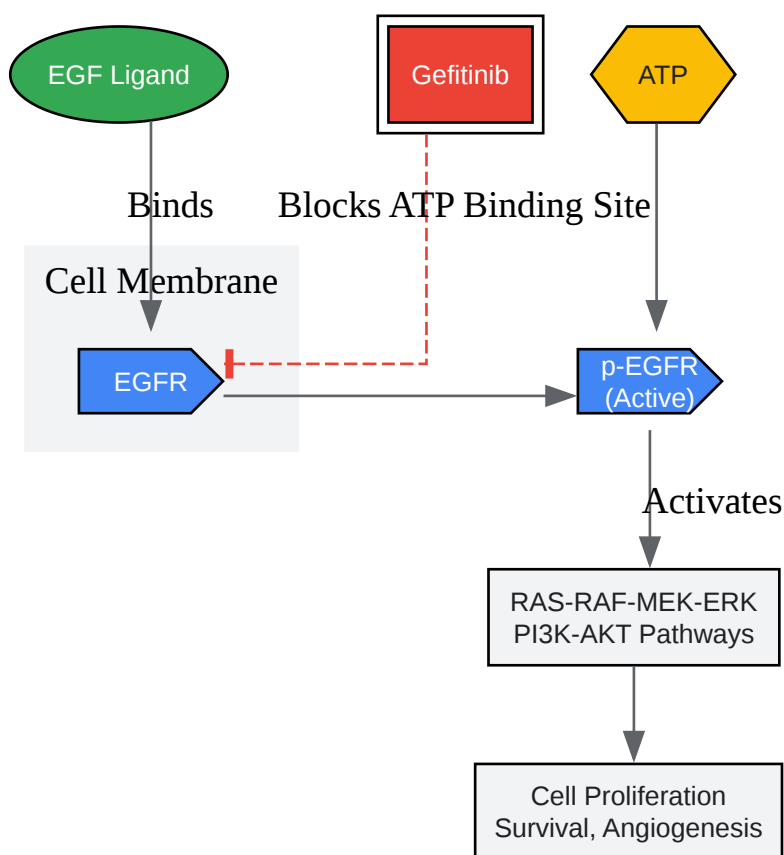 EGF Ligand
Gefitinib
ATP
Binds
Blocks ATP Binding Site
Cell Membrane
EGFR
p-EGFR
(Active)
Activates
RAS-RAF-MEK-ERK
PI3K-AKT Pathways
Cell Proliferation
Survival, Angiogenesis